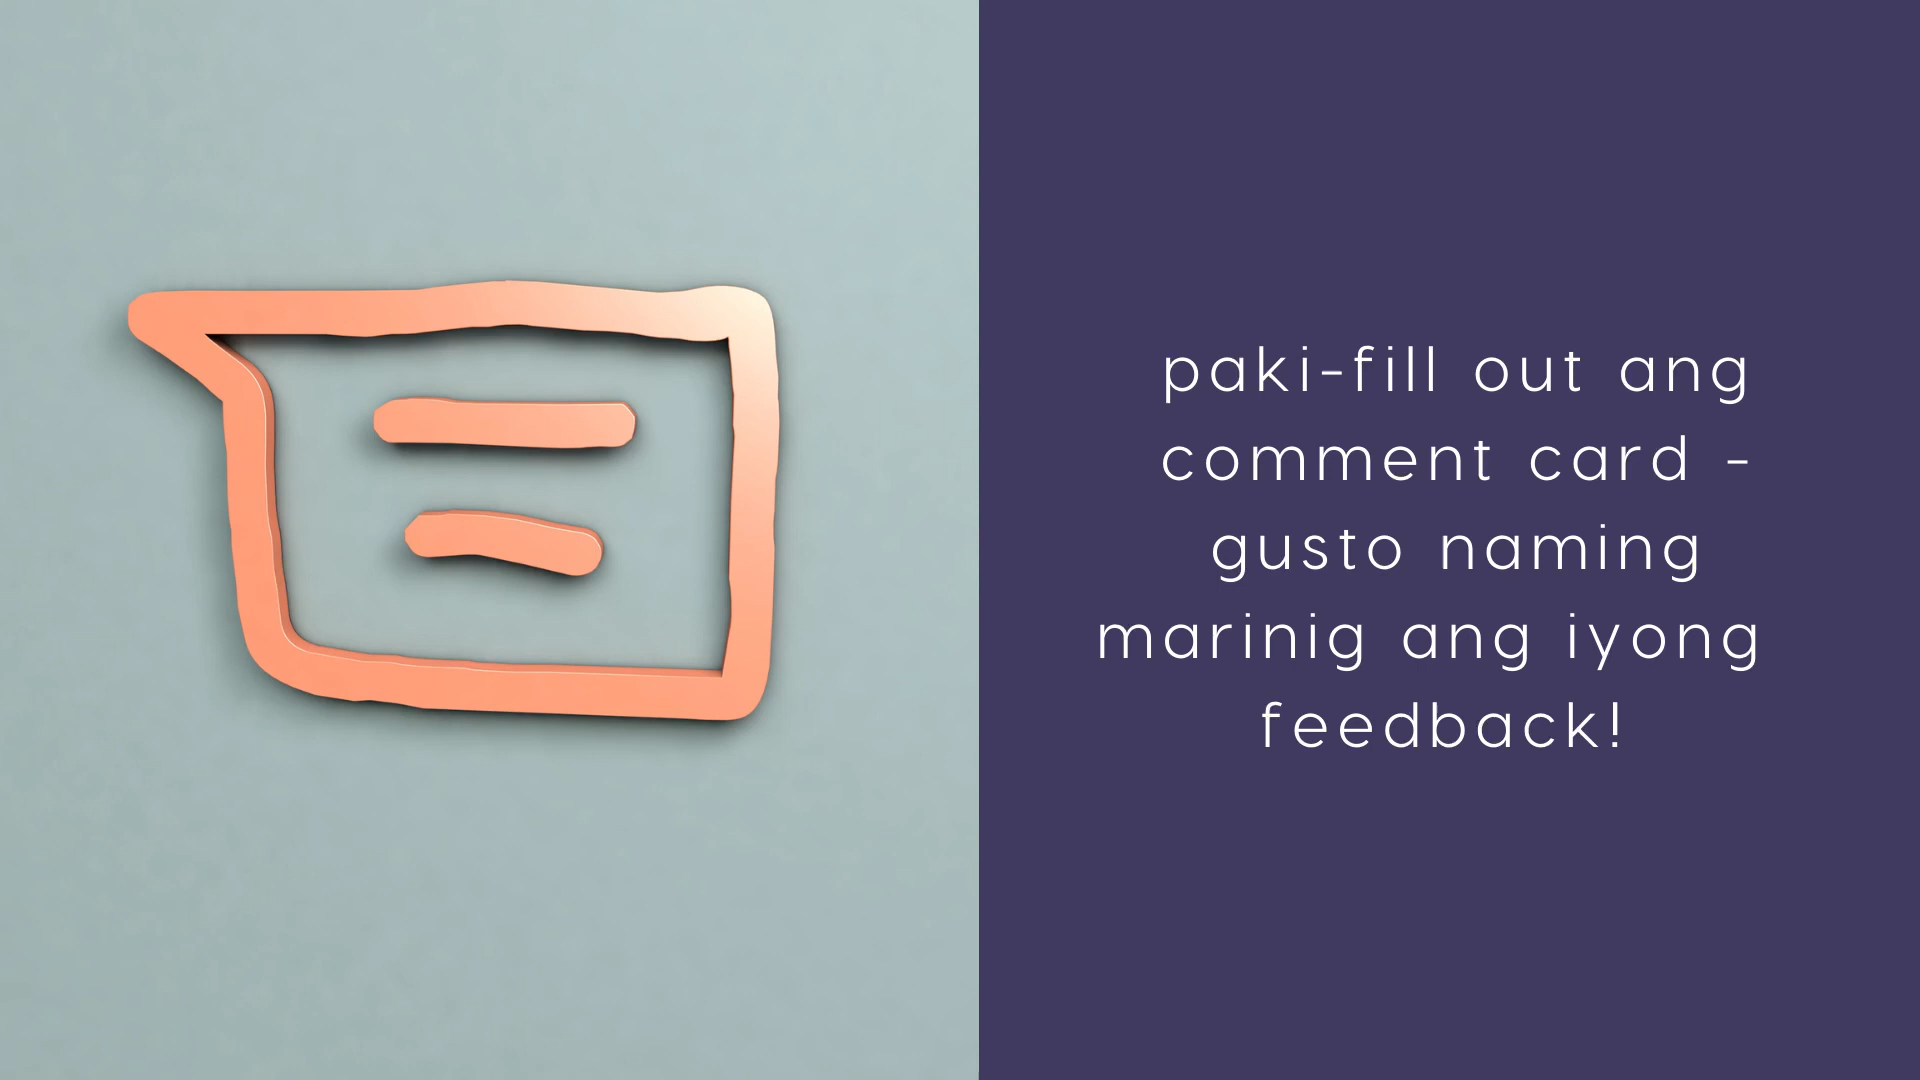 paki-fill out ang
comment card -
gusto naming
marinig ang iyong
feedback!